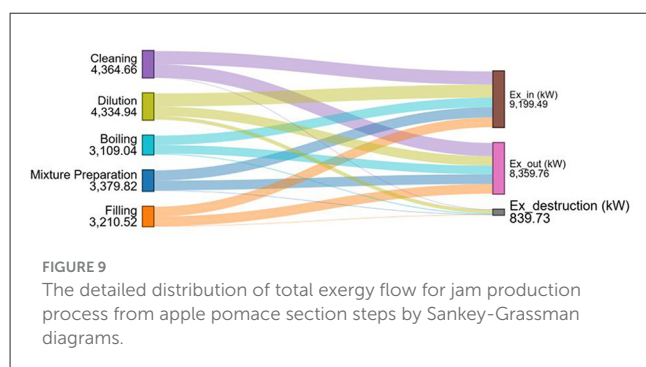 Cleaning
4,364.66
Dilution
4,334.94
Boiling
3,109.04
Mixture Preparation
3,379.82
Filling
3,210.52
Ex_in (kW)
9,199.49
Ex_out (kW)
8,359.76
Ex_destruction (kW)
839.73
FIGURE 9
The detailed distribution of total exergy flow for jam production
process from apple pomace section steps by Sankey-Grassman
diagrams.